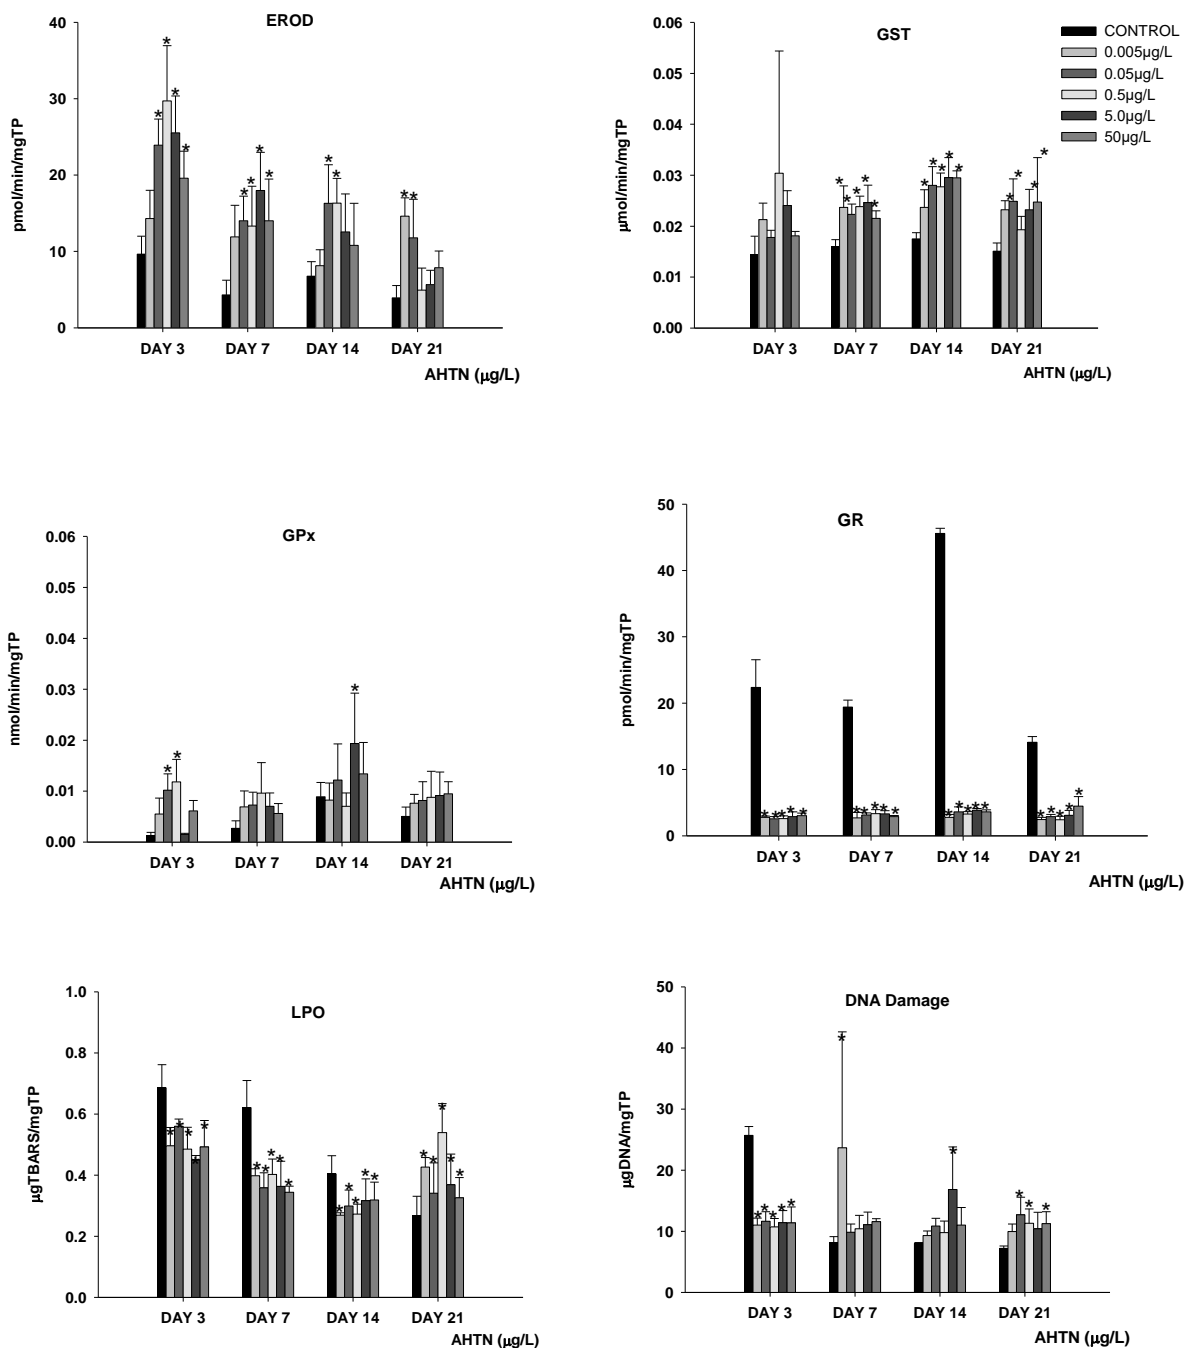 EROD
40
30
20
10
0
pmol/min/mgTP
* * * * * * * * * * * * *
DAY 3 DAY 7 DAY 14 DAY 21
AHTN (µg/L)
GST
0.06
0.05
0.04
0.03
0.02
0.01
0.00
µmol/min/mgTP
CONTROL
0.005µg/L
0.05µg/L
0.5µg/L
5.0µg/L
50µg/L
* * * * * * * * * * * * * *
DAY 3 DAY 7 DAY 14 DAY 21
AHTN (µg/L)
GPx
0.06
0.05
0.04
0.03
0.02
0.01
0.00
nmol/min/mgTP
* * *
DAY 3 DAY 7 DAY 14 DAY 21
AHTN (µg/L)
GR
50
40
30
20
10
0
pmol/min/mgTP
* * * * * * * * * * * * * * * * * * * *
DAY 3 DAY 7 DAY 14 DAY 21
AHTN (µg/L)
LPO
1.0
0.8
0.6
0.4
0.2
0.0
µgTBARS/mgTP
* * * * * * * * * * * * * * * * * * * *
DAY 3 DAY 7 DAY 14 DAY 21
AHTN (µg/L)
DNA Damage
50
40
30
20
10
0
µgDNA/mgTP
* * * * * * * * * *
DAY 3 DAY 7 DAY 14 DAY 21
AHTN (µg/L)